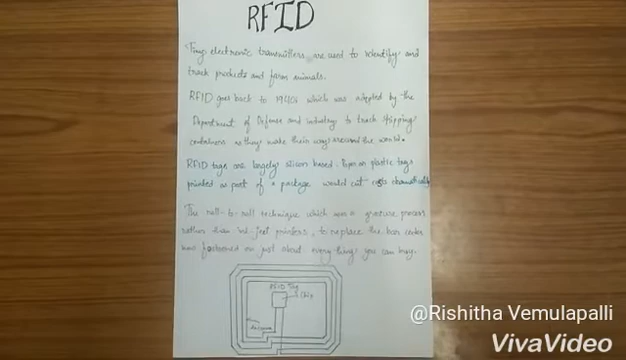 RFID
Tiny electronic transmitters, are used to identify and
track products and farm animals.
RFID goes back to 1940s which was adopted by the
Department of Defense and industry to track shipping
containers as they make their way around the world.
RFID tags are largely silicon based. Paper or plastic tags
printed as part of a package would cut costs dramatically
The roll-to-roll technique which uses a gravure process
rather than ink-jet printers, to replace the bar codes
now fastened on just about everything you can buy.
RFID Tag
Chip
Antenna
@Rishitha Vemulapalli
VivaVideo